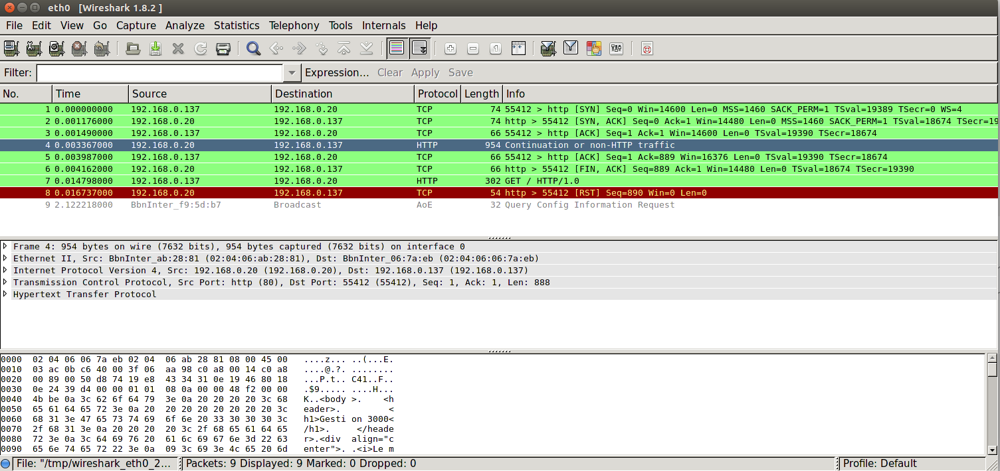 eth0 [Wireshark 1.8.2 ]
File Edit View Go Capture Analyze Statistics Telephony Tools Internals Help
Filter: Expression... Clear Apply Save
No. Time Source Destination Protocol Length Info
1 0.000000000 192.168.0.137 192.168.0.20 TCP 74 55412 > http [SYN] Seq=0 Win=14600 Len=0 MSS=1460 SACK_PERM=1 TSval=19389 TSecr=0 WS=4
2 0.001176000 192.168.0.20 192.168.0.137 TCP 74 http > 55412 [SYN, ACK] Seq=0 Ack=1 Win=14480 Len=0 MSS=1460 SACK_PERM=1 TSval=18674 TSecr=19
3 0.001490000 192.168.0.137 192.168.0.20 TCP 66 55412 > http [ACK] Seq=1 Ack=1 Win=14600 Len=0 TSval=19390 TSecr=18674
4 0.003367000 192.168.0.20 192.168.0.137 HTTP 954 Continuation or non-HTTP traffic
5 0.003987000 192.168.0.137 192.168.0.20 TCP 66 55412 > http [ACK] Seq=1 Ack=889 Win=16376 Len=0 TSval=19390 TSecr=18674
6 0.004162000 192.168.0.20 192.168.0.137 TCP 66 http > 55412 [FIN, ACK] Seq=889 Ack=1 Win=14480 Len=0 TSval=18674 TSecr=19390
7 0.014798000 192.168.0.137 192.168.0.20 HTTP 302 GET / HTTP/1.0
8 0.016737000 192.168.0.20 192.168.0.137 TCP 54 http > 55412 [RST] Seq=890 Win=0 Len=0
9 2.122218000 BbnInter_f9:5d:b7 Broadcast AoE 32 Query Config Information Request
Frame 4: 954 bytes on wire (7632 bits), 954 bytes captured (7632 bits) on interface 0
Ethernet II, Src: BbnInter_ab:28:81 (02:04:06:ab:28:81), Dst: BbnInter_06:7a:eb (02:04:06:06:7a:eb)
Internet Protocol Version 4, Src: 192.168.0.20 (192.168.0.20), Dst: 192.168.0.137 (192.168.0.137)
Transmission Control Protocol, Src Port: http (80), Dst Port: 55412 (55412), Seq: 1, Ack: 1, Len: 888
Hypertext Transfer Protocol
0000 02 04 06 06 7a eb 02 04 06 ab 28 81 08 00 45 00 ....z... ..(...E.
0010 03 ac 0b c6 40 00 3f 06 aa 98 c0 a8 00 14 c0 a8 ....@.?. ........
0020 00 89 00 50 d8 74 19 e8 43 34 31 0e 19 46 80 18 ...P.t.. C41..F..
0030 0e 24 39 d4 00 00 01 01 08 0a 00 00 48 f2 00 00 .$9..... ....H...
0040 4b be 0a 3c 62 6f 64 79 3e 0a 20 20 20 20 3c 68 K..<body >. <h
0050 65 61 64 65 72 3e 0a 20 20 20 20 20 20 20 20 3c eader>. <
0060 68 31 3e 47 65 73 74 69 6f 6e 20 33 30 30 30 3c h1>Gesti on 3000<
0070 2f 68 31 3e 0a 20 20 20 20 3c 2f 68 65 61 64 65 /h1>. </heade
0080 72 3e 0a 3c 64 69 76 20 61 6c 69 67 6e 3d 22 63 r>.<div align="c
0090 65 6e 74 65 72 22 3e 0a 09 3c 69 3e 4c 65 20 6d enter">. .<i>Le m
File: "/tmp/wireshark_eth0_2... Packets: 9 Displayed: 9 Marked: 0 Dropped: 0 Profile: Default